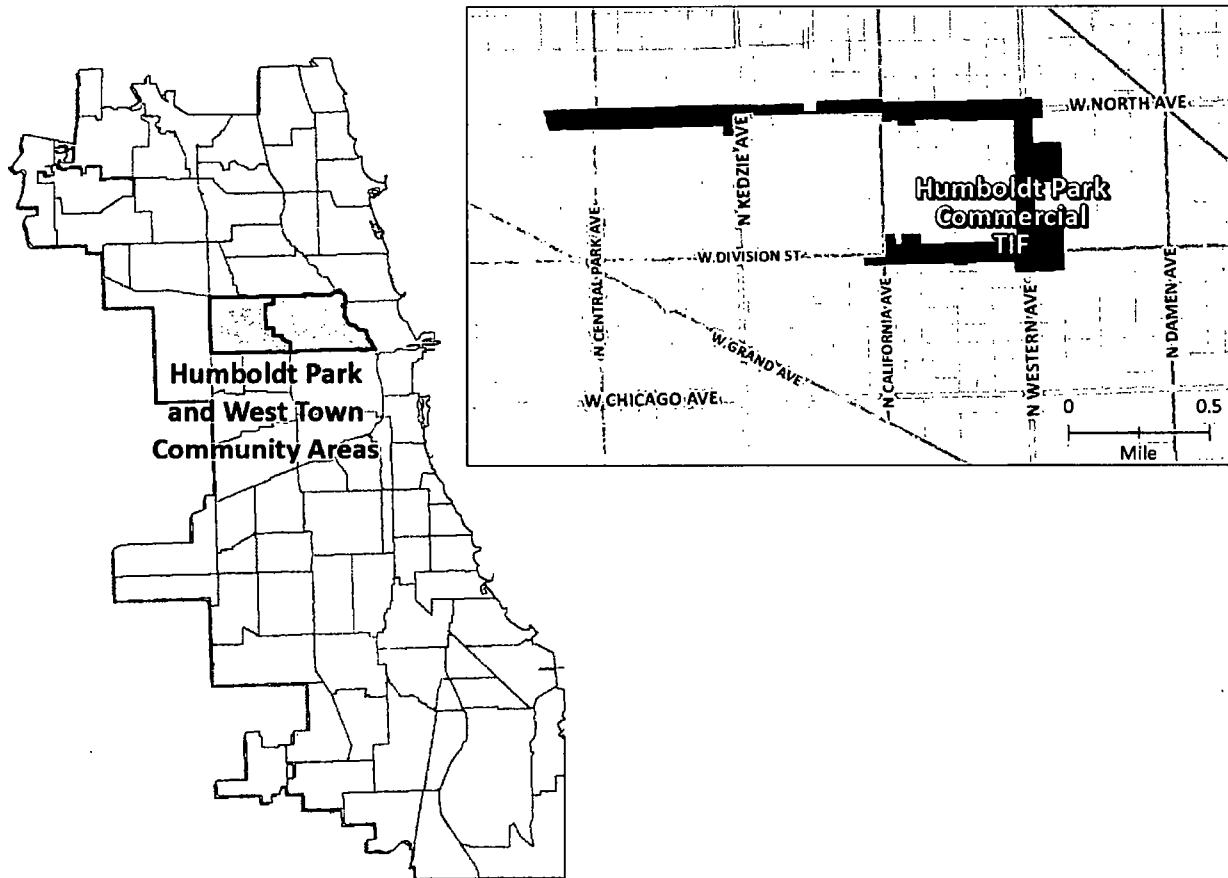 Humboldt Park
and West Town
Community Areas
W NORTH AVE
N KEDZIE AVE
Humboldt Park
Commercial
TIF
N CENTRAL PARK AVE
W DIVISION ST
W GRAND AVE
N CALIFORNIA AVE
N WESTERN AVE
N DAMEN AVE
W CHICAGO AVE
0 0.5
Mile